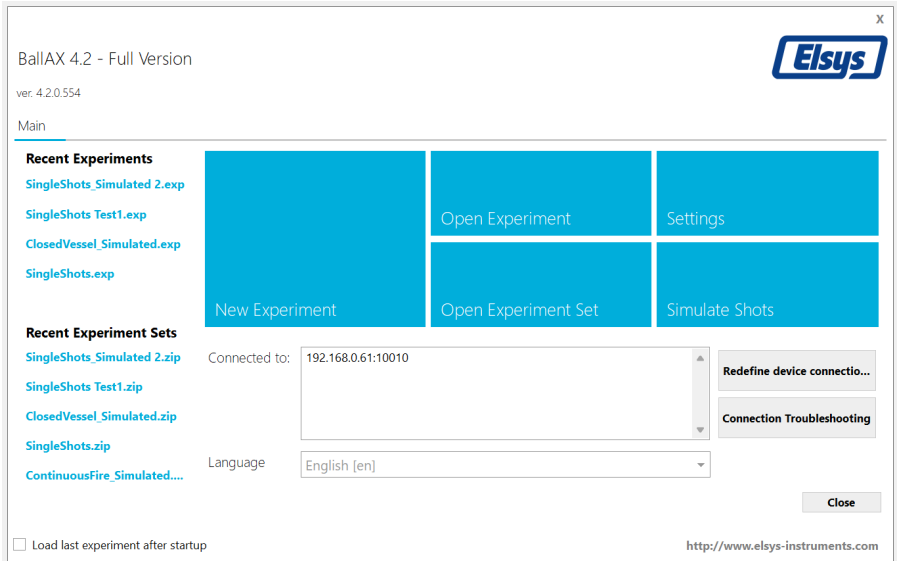 X
BallAX 4.2 - Full Version
Elsys
ver. 4.2.0.554
Main
Recent Experiments
SingleShots_Simulated 2.exp
SingleShots Test1.exp
ClosedVessel_Simulated.exp
SingleShots.exp
Recent Experiment Sets
SingleShots_Simulated 2.zip
SingleShots Test1.zip
ClosedVessel_Simulated.zip
SingleShots.zip
ContinuousFire_Simulated....
New Experiment
Open Experiment
Settings
Open Experiment Set
Simulate Shots
Connected to:
192.168.0.61:10010
Redefine device connectio...
Connection Troubleshooting
Language
English [en]
Close
Load last experiment after startup
http://www.elsys-instruments.com